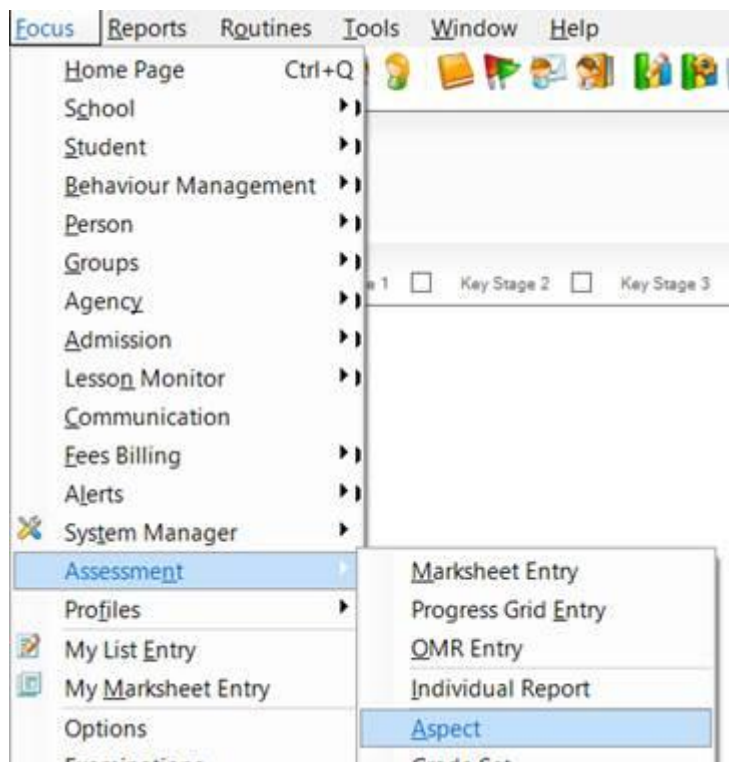 Focus Reports Routines Tools Window Help
Home Page Ctrl+Q
School
Student
Behaviour Management
Person
Groups
Agency
Admission
Lesson Monitor
Communication
Fees Billing
Alerts
System Manager
Assessment
Profiles
My List Entry
My Marksheet Entry
Options
1 Key Stage 2 Key Stage 3
Marksheet Entry
Progress Grid Entry
OMR Entry
Individual Report
Aspect